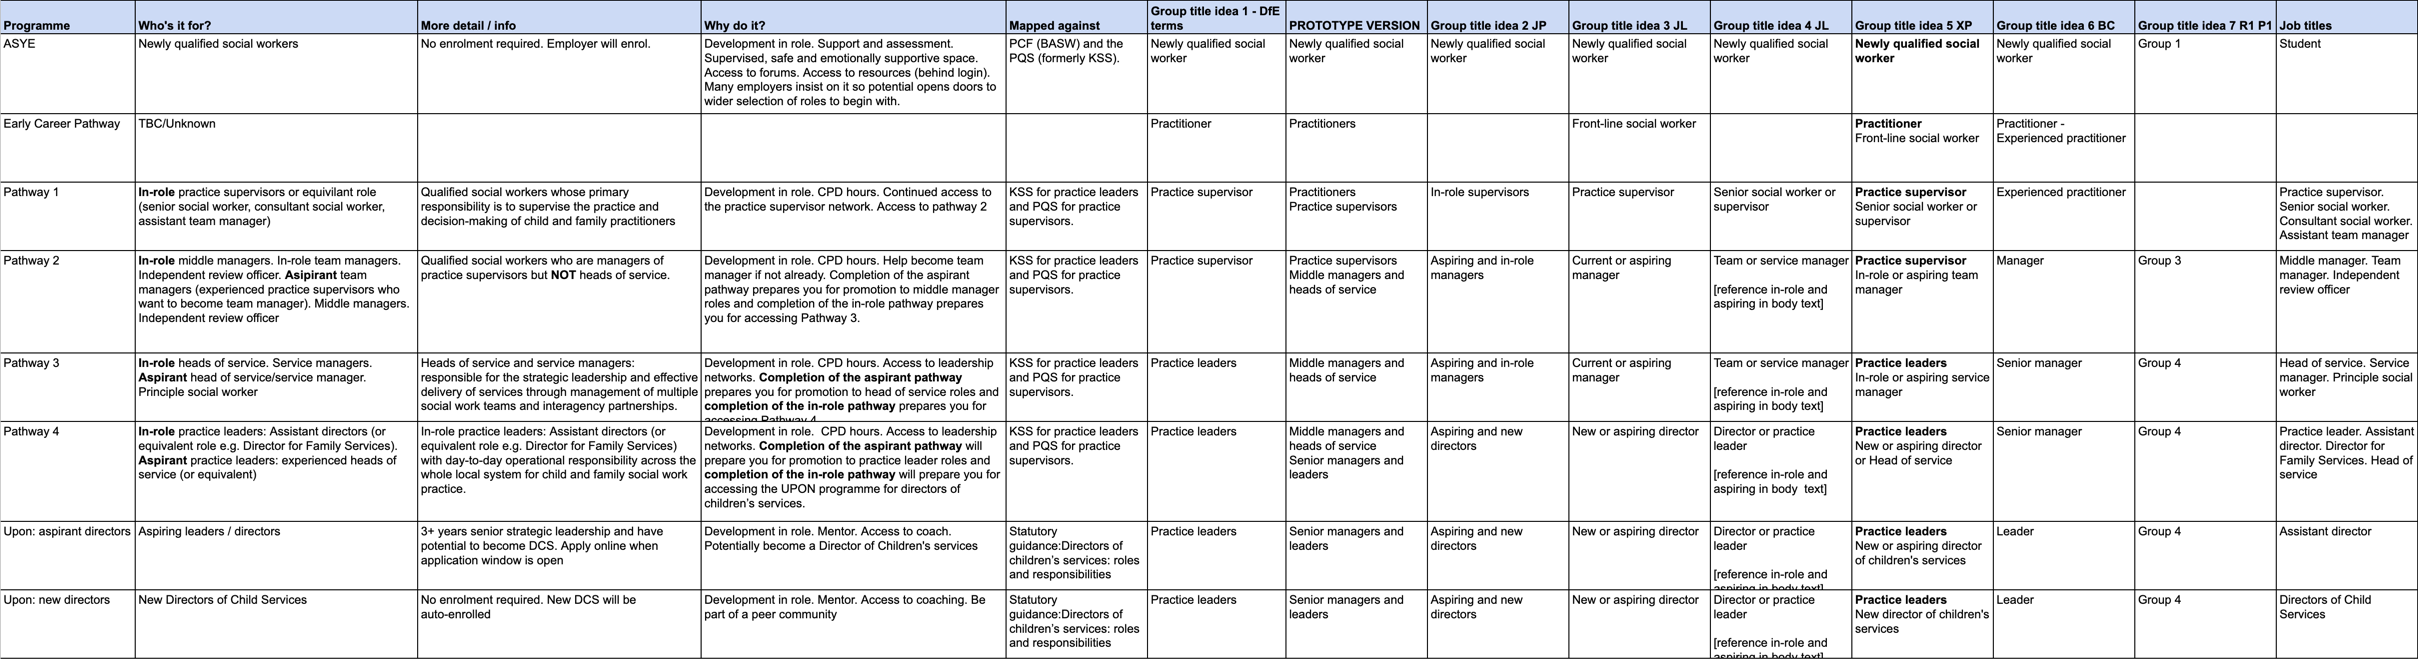 Programme
Who's it for?
More detail / info
Why do it?
Mapped against
Group title idea 1 - DfE
terms
PROTOTYPE VERSION
Group title idea 2 JP
Group title idea 3 JL
Group title idea 4 JL
Group title idea 5 XP
Group title idea 6 BC
Group title idea 7 R1 P1
Job titles
ASYE
Newly qualified social workers
No enrolment required. Employer will enrol.
Development in role. Support and assessment.
Supervised, safe and emotionally supportive space.
Access to forums. Access to resources (behind login).
Many employers insist on it so potential opens doors to
wider selection of roles to begin with.
PCF (BASW) and the
PQS (formerly KSS).
Newly qualified social
worker
Newly qualified social
worker
Newly qualified social
worker
Newly qualified social
worker
Newly qualified social
worker
Newly qualified social
worker
Newly qualified social
worker
Group 1
Student
Early Career Pathway
TBC/Unknown
Practitioner
Practitioners
Front-line social worker
Practitioner
Front-line social worker
Practitioner -
Experienced practitioner
Pathway 1
In-role practice supervisors or equivilant role
(senior social worker, consultant social worker,
assistant team manager)
Qualified social workers whose primary
responsibility is to supervise the practice and
decision-making of child and family practitioners
Development in role. CPD hours. Continued access to
the practice supervisor network. Access to pathway 2
KSS for practice leaders
and PQS for practice
supervisors.
Practice supervisor
Practitioners
Practice supervisors
In-role supervisors
Practice supervisor
Senior social worker or
supervisor
Practice supervisor
Senior social worker or
supervisor
Experienced practitioner
Practice supervisor.
Senior social worker.
Consultant social worker.
Assistant team manager
Pathway 2
In-role middle managers. In-role team managers.
Independent review officer. Asipirant team
managers (experienced practice supervisors who
want to become team manager). Middle managers.
Independent review officer
Qualified social workers who are managers of
practice supervisors but NOT heads of service.
Development in role. CPD hours. Help become team
manager if not already. Completion of the aspirant
pathway prepares you for promotion to middle manager
roles and completion of the in-role pathway prepares
you for accessing Pathway 3.
KSS for practice leaders
and PQS for practice
supervisors.
Practice supervisor
Practice supervisors
Middle managers and
heads of service
Aspiring and in-role
managers
Current or aspiring
manager
Team or service manager
[reference in-role and
aspiring in body text]
Practice supervisor
In-role or aspiring team
manager
Manager
Group 3
Middle manager. Team
manager. Independent
review officer
Pathway 3
In-role heads of service. Service managers.
Aspirant head of service/service manager.
Principle social worker
Heads of service and service managers:
responsible for the strategic leadership and effective
delivery of services through management of multiple
social work teams and interagency partnerships.
Development in role. CPD hours. Access to leadership
networks. Completion of the aspirant pathway
prepares you for promotion to head of service roles and
completion of the in-role pathway prepares you for
accessing Pathway 4
KSS for practice leaders
and PQS for practice
supervisors.
Practice leaders
Middle managers and
heads of service
Aspiring and in-role
managers
Current or aspiring
manager
Team or service manager
[reference in-role and
aspiring in body text]
Practice leaders
In-role or aspiring service
manager
Senior manager
Group 4
Head of service. Service
manager. Principle social
worker
Pathway 4
In-role practice leaders: Assistant directors (or
equivalent role e.g. Director for Family Services).
Aspirant practice leaders: experienced heads of
service (or equivalent)
In-role practice leaders: Assistant directors (or
equivalent role e.g. Director for Family Services)
with day-to-day operational responsibility across the
whole local system for child and family social work
practice.
Development in role. CPD hours. Access to leadership
networks. Completion of the aspirant pathway will
prepare you for promotion to practice leader roles and
completion of the in-role pathway will prepare you for
accessing the UPON programme for directors of
children's services.
KSS for practice leaders
and PQS for practice
supervisors.
Practice leaders
Middle managers and
heads of service
Senior managers and
leaders
Aspiring and new
directors
New or aspiring director
Director or practice
leader
[reference in-role and
aspiring in body text]
Practice leaders
New or aspiring director
or Head of service
Senior manager
Group 4
Practice leader. Assistant
director. Director for
Family Services. Head of
service
Upon: aspirant directors
Aspiring leaders / directors
3+ years senior strategic leadership and have
potential to become DCS. Apply online when
application window is open
Development in role. Mentor. Access to coach.
Potentially become a Director of Children's services
Statutory
guidance:Directors of
children's services: roles
and responsibilities
Practice leaders
Senior managers and
leaders
Aspiring and new
directors
New or aspiring director
Director or practice
leader
[reference in-role and
aspiring in body text]
Practice leaders
New or aspiring director
of children's services
Leader
Group 4
Assistant director
Upon: new directors
New Directors of Child Services
No enrolment required. New DCS will be
auto-enrolled
Development in role. Mentor. Access to coaching. Be
part of a peer community
Statutory
guidance:Directors of
children's services: roles
and responsibilities
Practice leaders
Senior managers and
leaders
Aspiring and new
directors
New or aspiring director
Director or practice
leader
[reference in-role and
aspiring in body text]
Practice leaders
New director of children's
services
Leader
Group 4
Directors of Child
Services